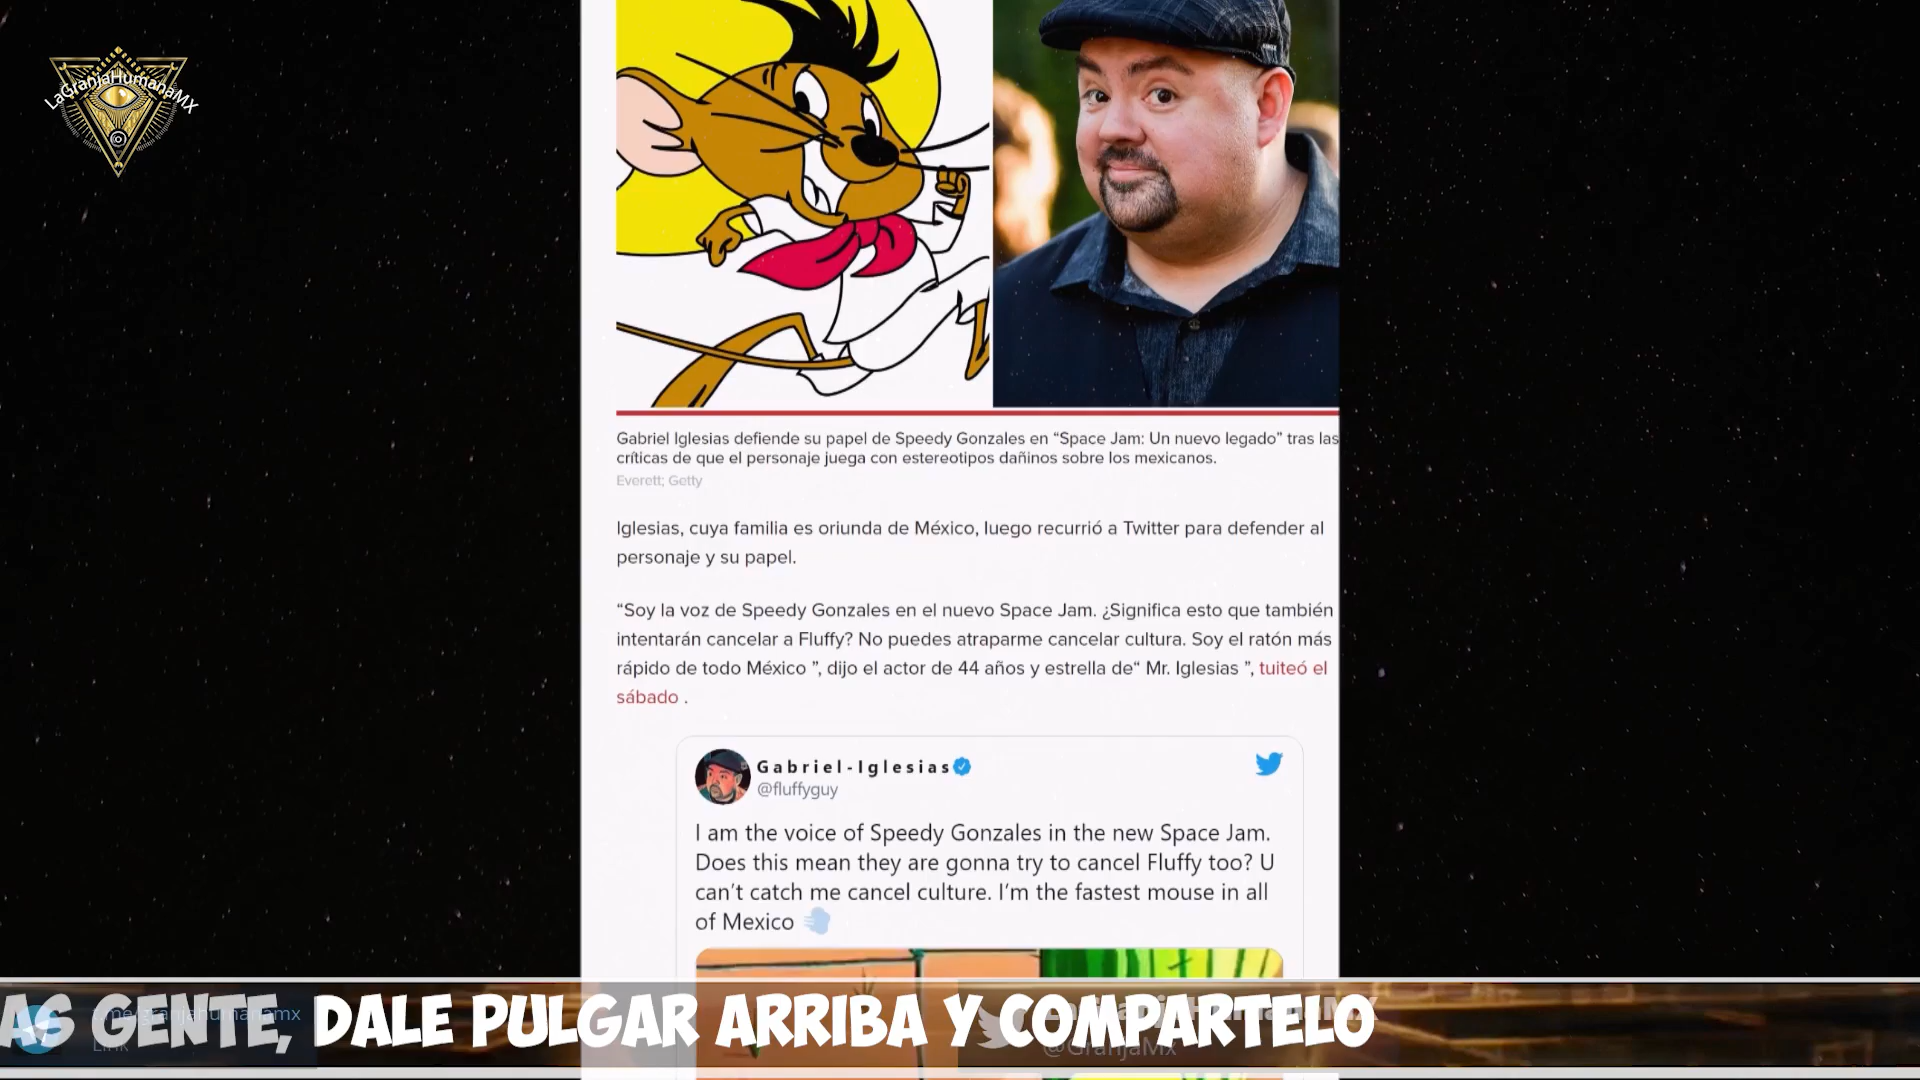 LaGranjaHumanaMX
Gabriel Iglesias defiende su papel de Speedy Gonzales en “Space Jam: Un nuevo legado” tras las
críticas de que el personaje juega con estereotipos dañinos sobre los mexicanos.
Everett; Getty
Iglesias, cuya familia es oriunda de México, luego recurrió a Twitter para defender al
personaje y su papel.
“Soy la voz de Speedy Gonzales en el nuevo Space Jam. ¿Significa esto que también
intentarán cancelar a Fluffy? No puedes atraparme cancelar cultura. Soy el ratón más
rápido de todo México ”, dijo el actor de 44 años y estrella de“ Mr. Iglesias ”, tuiteó el
sábado .
Gabriel-Iglesias
@fluffyguy
I am the voice of Speedy Gonzales in the new Space Jam.
Does this mean they are gonna try to cancel Fluffy too? U
can’t catch me cancel culture. I’m the fastest mouse in all
of Mexico
AS GENTE, DALE PULGAR ARRIBA Y COMPARTELO
t.me/granjahumanamx
Link
@GranjaMx